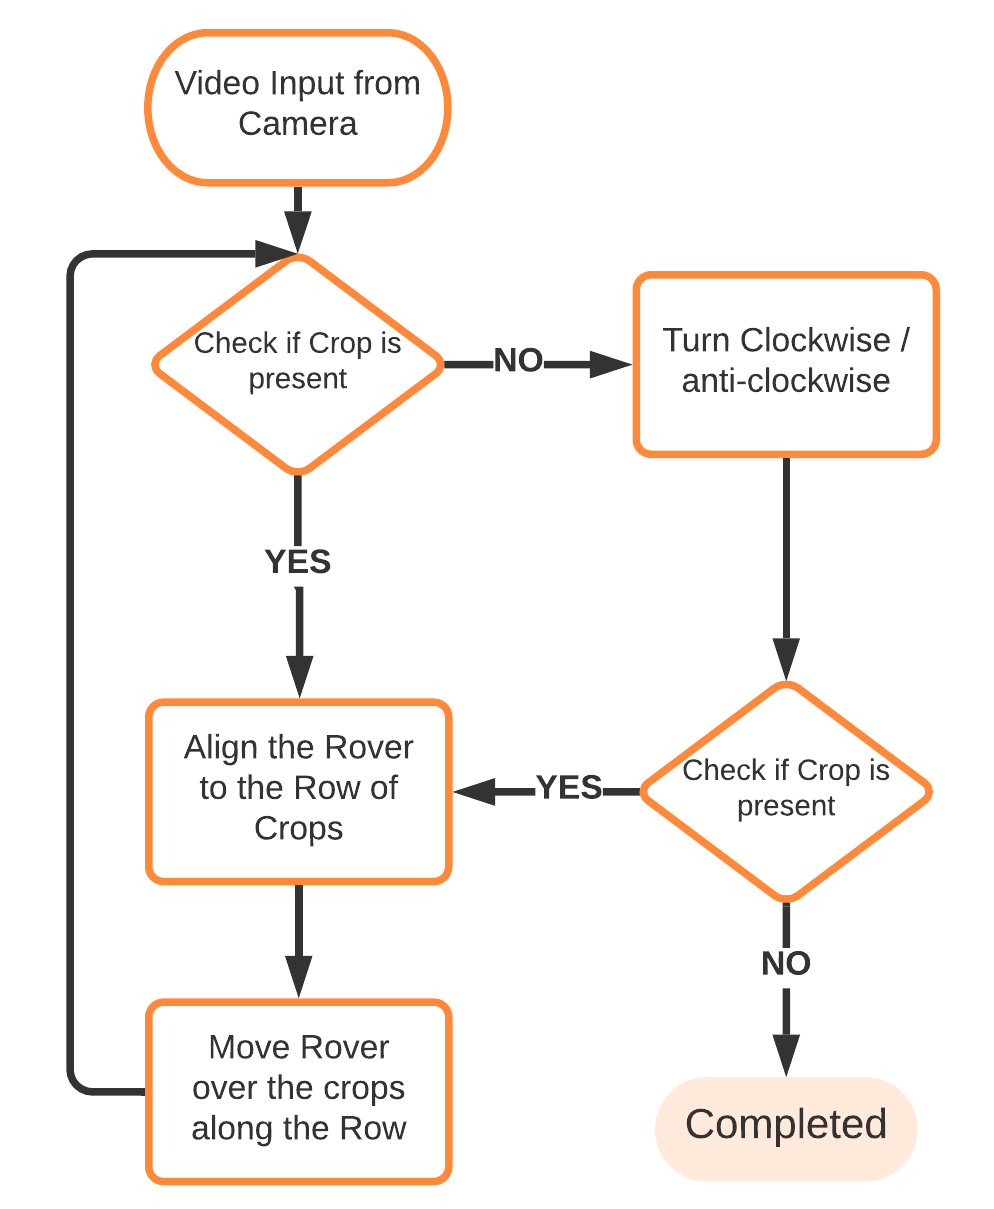 Video Input from
Camera
Check if Crop is
present
NO
Turn Clockwise /
anti-clockwise
YES
Align the Rover
to the Row of
Crops
YES
Check if Crop is
present
NO
Move Rover
over the crops
along the Row
Completed